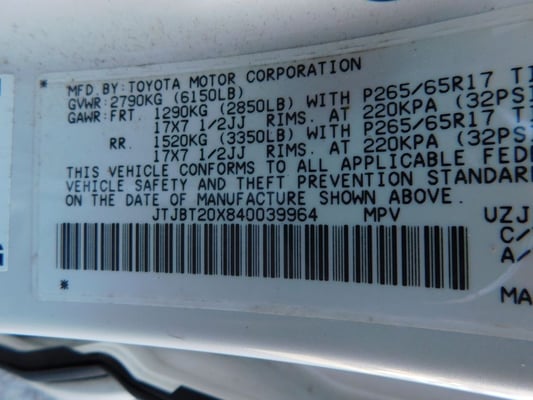 MFD. BY: TOYOTA MOTOR CORPORATION
GVWR: 2790KG (6150LB)
GAWR: FRT. 1290KG (2850LB) WITH P265/65R17 TI
17X7 1/2JJ RIMS. AT 220KPA (32PSI
RR. 1520KG (3350LB) WITH P265/65R17 T
17X7 1/2JJ RIMS. AT 220KPA (32PS
THIS VEHICLE CONFORMS TO ALL APPLICABLE FEDE
VEHICLE SAFETY AND THEFT PREVENTION STANDAR
ON THE DATE OF MANUFACTURE SHOWN ABOVE.
JTJBT20X840039964 MPV UZJ
C/
A/
* *
MA